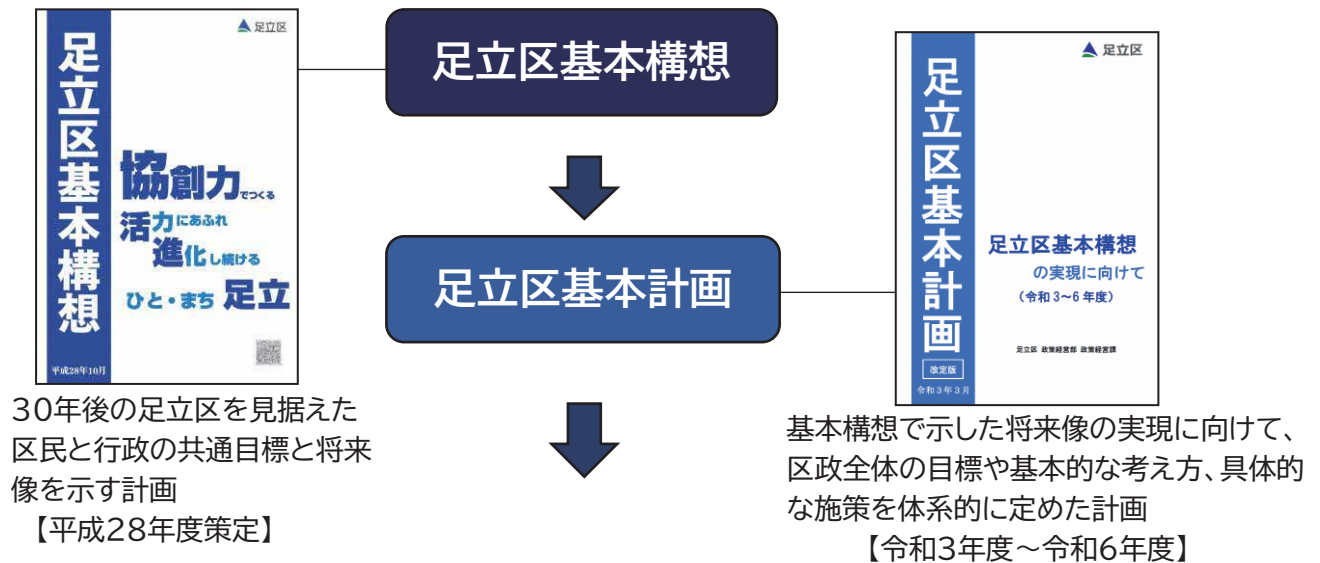 足立区
足立区基本構想
協創力でつくる
活力にあふれ
進化し続ける
ひと・まち 足立
平成28年10月
30年後の足立区を見据えた
区民と行政の共通目標と将来
像を示す計画
【平成28年度策定】
足立区基本構想
足立区基本計画
足立区
足立区基本計画
足立区基本構想
の実現に向けて
（令和3～6年度）
足立区 政策経営部 政策経営課
改定版
令和3年3月
基本構想で示した将来像の実現に向けて、
区政全体の目標や基本的な考え方、具体的
な施策を体系的に定めた計画
【令和3年度～令和6年度】